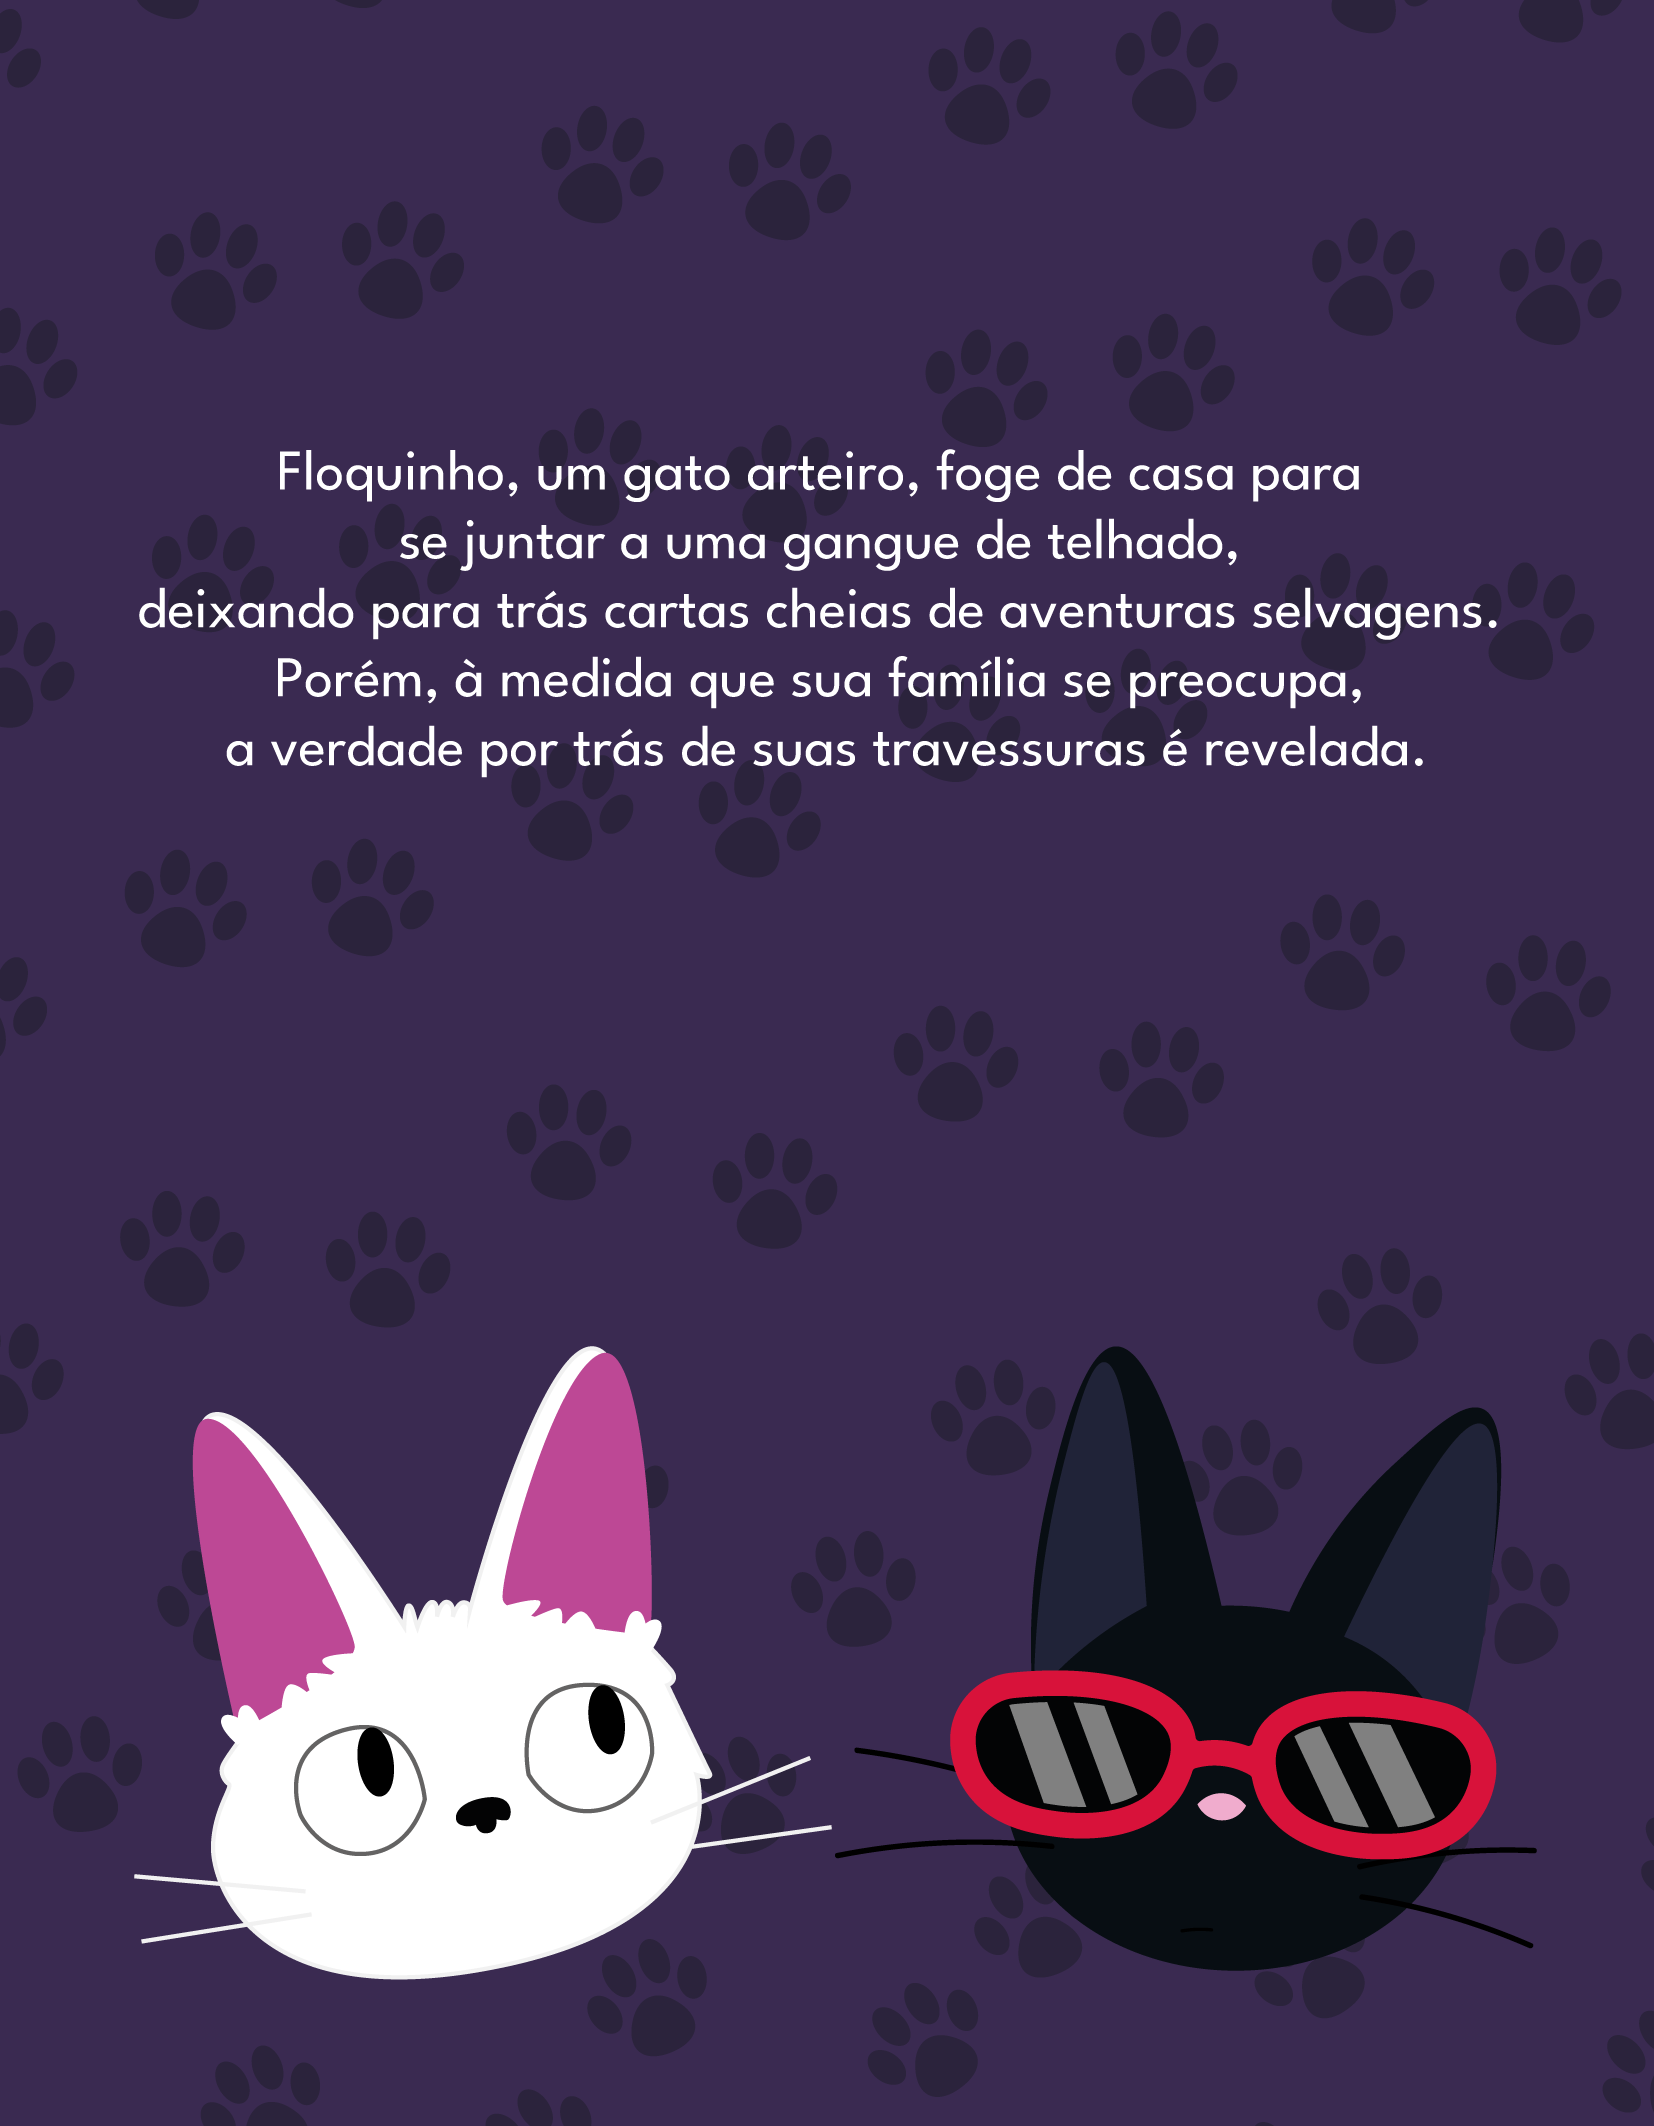 Floquinho, um gato arteiro, foge de casa para
se juntar a uma gangue de telhado,
deixando para trás cartas cheias de aventuras selvagens.
Porém, à medida que sua família se preocupa,
a verdade por trás de suas travessuras é revelada.